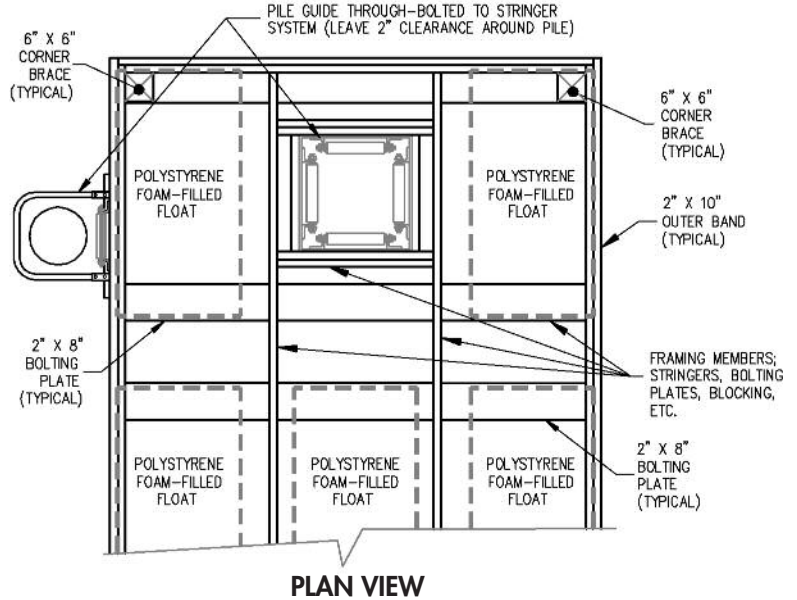 PILE GUIDE THROUGH-BOLTED TO STRINGER
SYSTEM (LEAVE 2" CLEARANCE AROUND PILE)
6" X 6"
CORNER
BRACE
(TYPICAL)
6" X 6"
CORNER
BRACE
(TYPICAL)
POLYSTYRENE
FOAM-FILLED
FLOAT
POLYSTYRENE
FOAM-FILLED
FLOAT
2" X 10"
OUTER BAND
(TYPICAL)
2" X 8"
BOLTING
PLATE
(TYPICAL)
FRAMING MEMBERS;
STRINGERS, BOLTING
PLATES, BLOCKING,
ETC.
2" X 8"
BOLTING
PLATE
(TYPICAL)
POLYSTYRENE
FOAM-FILLED
FLOAT
POLYSTYRENE
FOAM-FILLED
FLOAT
POLYSTYRENE
FOAM-FILLED
FLOAT
PLAN VIEW